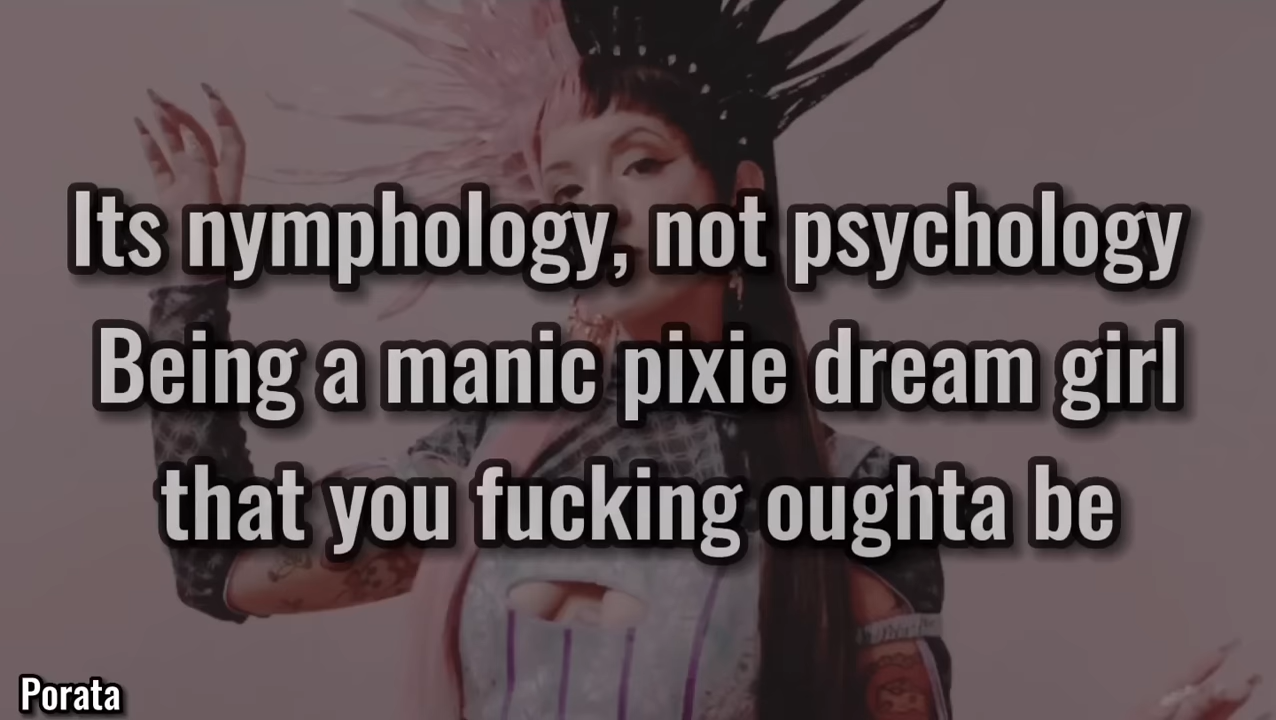 Its nymphology, not psychology
Being a manic pixie dream girl
that you fucking oughta be
Porata